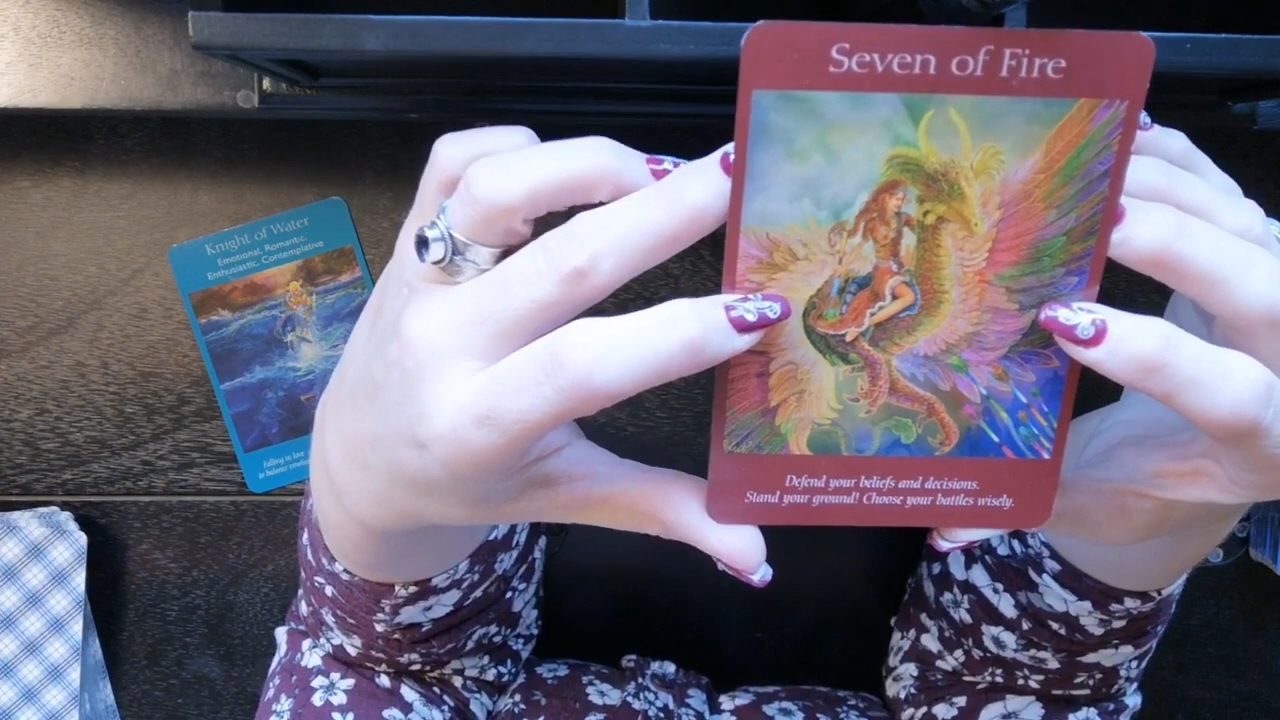 Knight of Water
Emotional, Romantic,
Enthusiastic, Contemplative
Falling in love
to balance
Seven of Fire
Defend your beliefs and decisions.
Stand your ground! Choose your battles wisely.